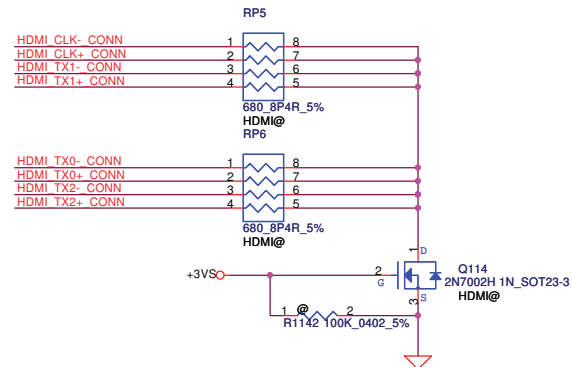 RP5
HDMI_CLK-_CONN 1 8
HDMI_CLK+_CONN 2 7
HDMI_TX1-_CONN 3 6
HDMI_TX1+_CONN 4 5
680_8P4R_5%
HDMI@
RP6
HDMI_TX0-_CONN 1 8
HDMI_TX0+_CONN 2 7
HDMI_TX2-_CONN 3 6
HDMI_TX2+_CONN 4 5
680_8P4R_5%
HDMI@
1 D
+3VS 2 G
Q114
2N7002H 1N_SOT23-3
HDMI@
3 S
1 @ 2
R1142 100K_0402_5%